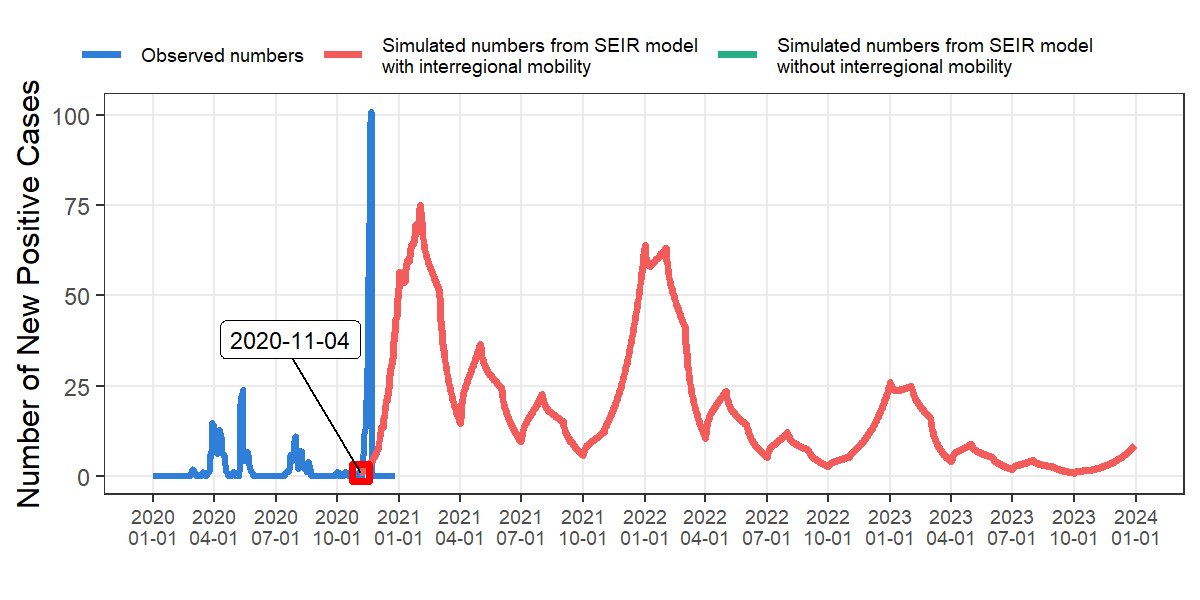 Observed numbers
Simulated numbers from SEIR model
with interregional mobility
Simulated numbers from SEIR model
without interregional mobility
Number of New Positive Cases
100
75
50
25
0
2020-11-04
2020 2020 2020 2020 2021 2021 2021 2021 2022 2022 2022 2022 2023 2023 2023 2023 2024
01-01 04-01 07-01 10-01 01-01 04-01 07-01 10-01 01-01 04-01 07-01 10-01 01-01 04-01 07-01 10-01 01-01